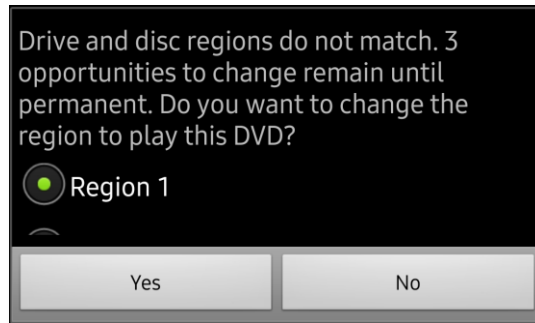 Drive and disc regions do not match. 3
opportunities to change remain until
permanent. Do you want to change the
region to play this DVD?
Region 1
Yes
No